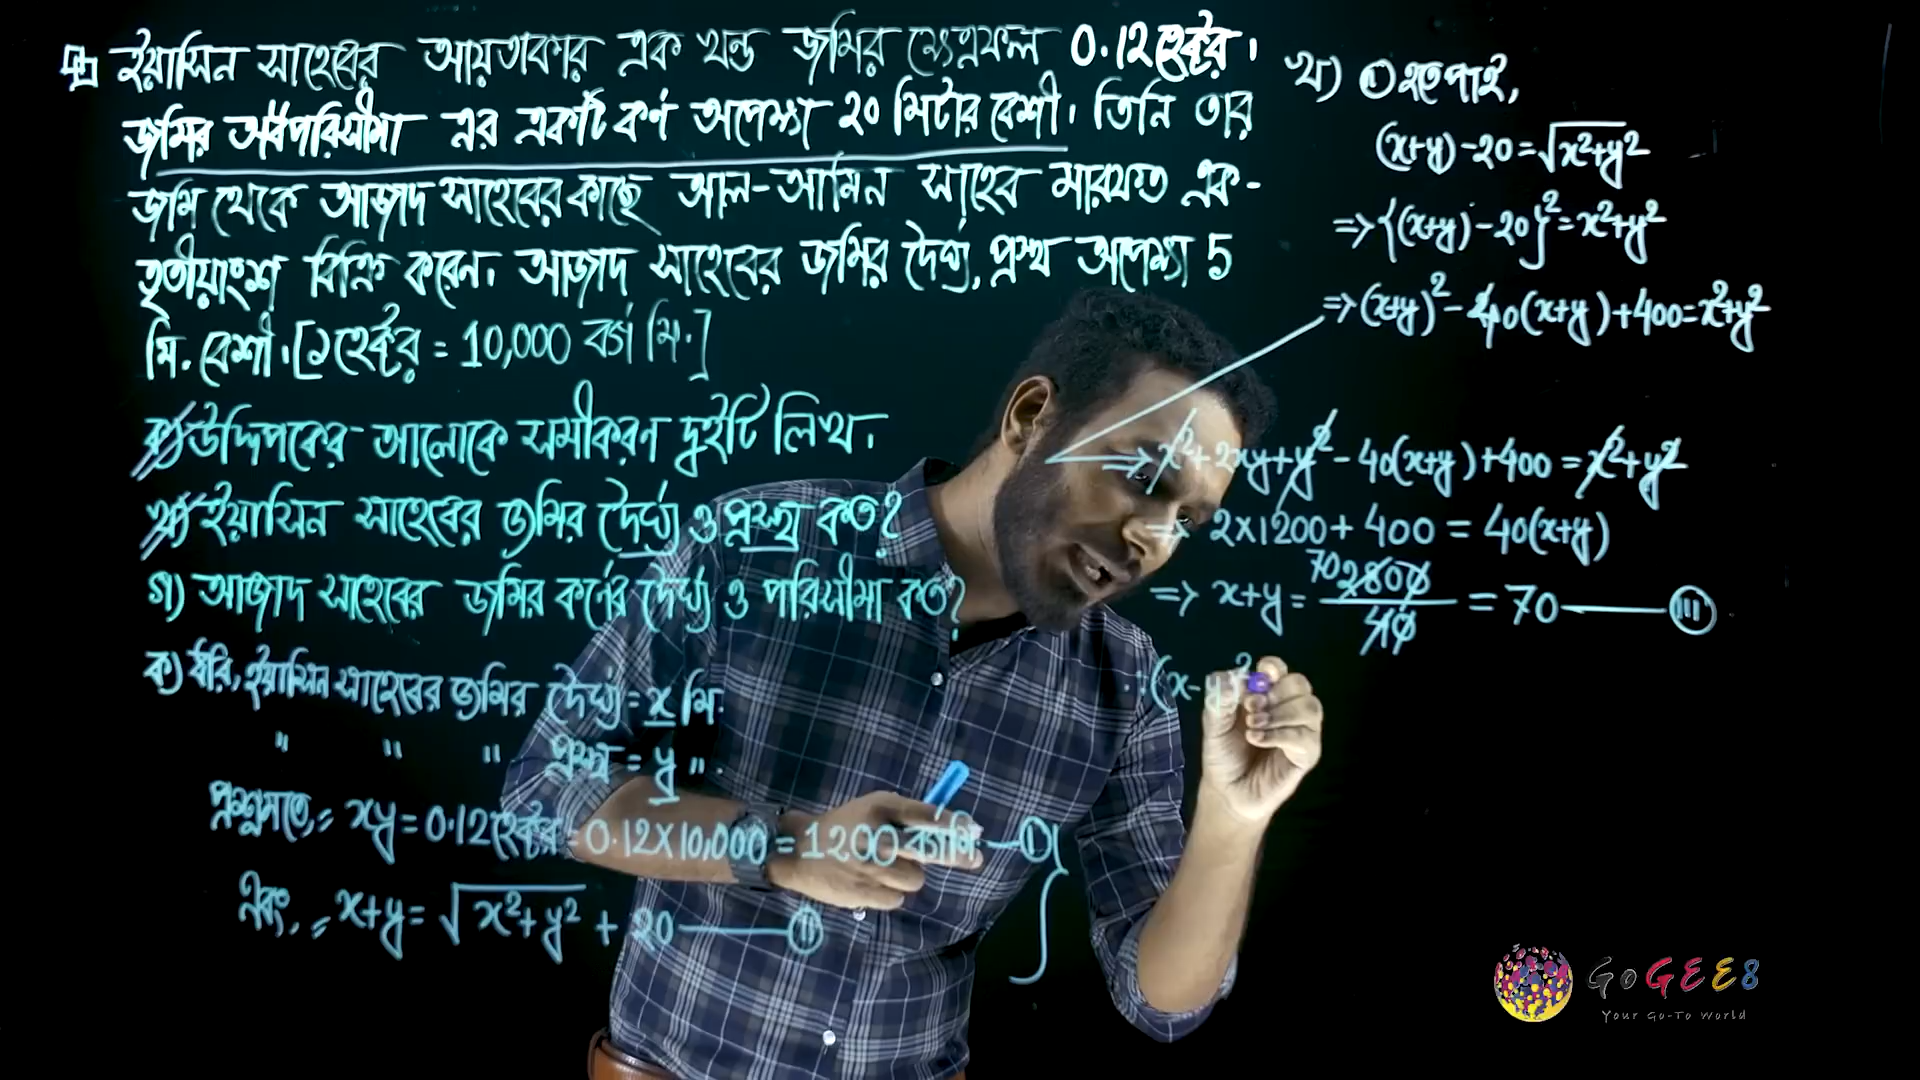 প্র ইয়াসিন সাহেবের আয়তাকার এক খন্ড জমির ক্ষেত্রফল 0.12 হেক্টর।
জমির অর্ধপরিসীমা এর একটি কর্ণ অপেক্ষা ২০ মিটার বেশী। তিনি তার
জমি থেকে আজাদ সাহেবের কাছে আল-আমিন সাহেব মারফত এক-
তৃতীয়াংশ বিক্রি করেন। আজাদ সাহেবের জমির দৈর্ঘ্য, প্রস্থ অপেক্ষা 5
মি. বেশী। [১ হেক্টর = 10,000 বর্গ মি.]
ক) উদ্দিপকের আলোকে সমীকরণ দুইটি লিখ।
খ) ইয়াসিন সাহেবের জমির দৈর্ঘ্য ও প্রস্থ কত?
গ) আজাদ সাহেবের জমির কর্ণের দৈর্ঘ্য ও পরিসীমা কত?
ক) ধরি, ইয়াসিন সাহেবের জমির দৈর্ঘ্য = x মি.
" " " প্রস্থ = y ".
প্রশ্নমতে, xy = 0.12 হেক্টর = 0.12×10,000 = 1200 বর্গমি. — ①
এবং, x+y = √x²+y² + 20 — ⑪
খ) ⑪ হতে পাই,
(x+y)-20 = √x²+y²
=> {(x+y)-20}² = x²+y²
=> (x+y)² - 40(x+y)+400 = x²+y²
=> x²+2xy+y² - 40(x+y)+400 = x²+y²
=> 2×1200+400 = 40(x+y)
=> x+y = 2800/40 70 = 70 — III
∴ (x-y)²
GoGEE8
Your Go-To World